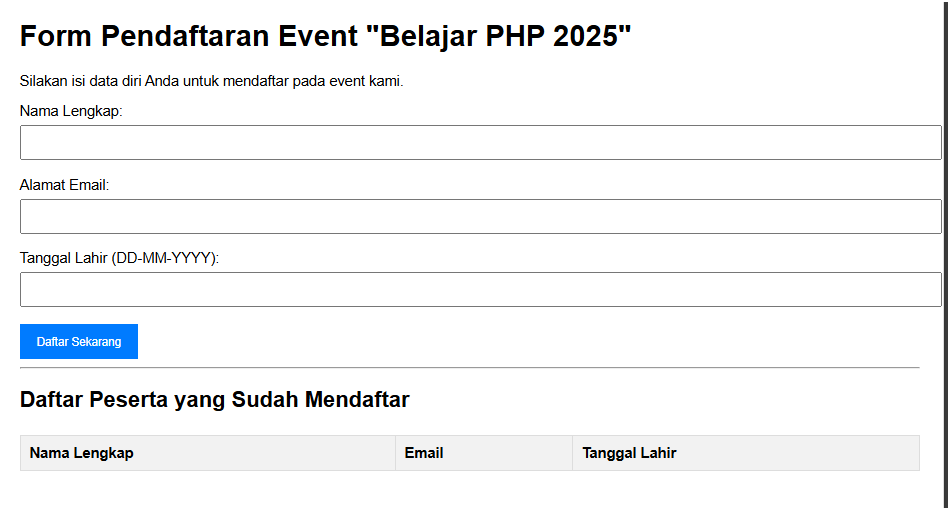 Form Pendaftaran Event "Belajar PHP 2025"
Silakan isi data diri Anda untuk mendaftar pada event kami.
Nama Lengkap:
Alamat Email:
Tanggal Lahir (DD-MM-YYYY):
Daftar Sekarang
Daftar Peserta yang Sudah Mendaftar
Nama Lengkap Email Tanggal Lahir